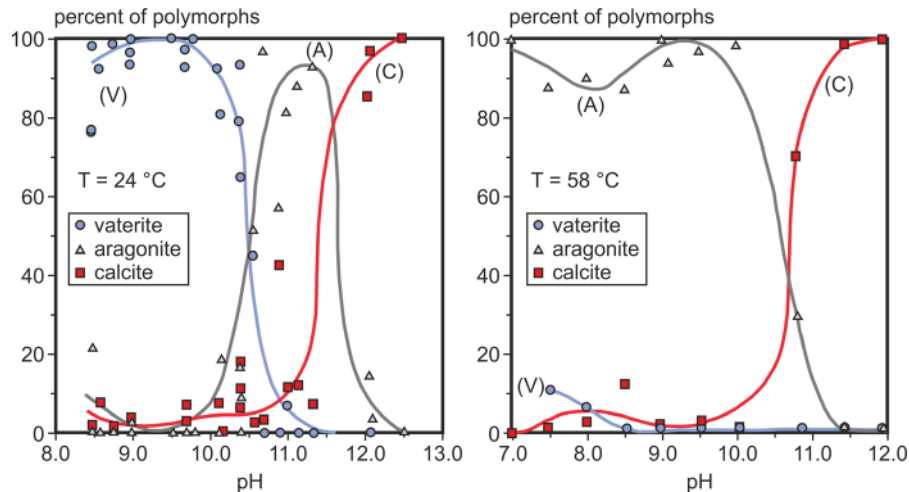 percent of polymorphs
100
80
60
40
20
0
(V)
(A)
(C)
T = 24 °C
vaterite
aragonite
calcite
8.0 9.0 10.0 11.0 12.0 13.0
pH
percent of polymorphs
100
80
60
40
20
0
(A)
(C)
T = 58 °C
vaterite
aragonite
calcite
(V)
7.0 8.0 9.0 10.0 11.0 12.0
pH